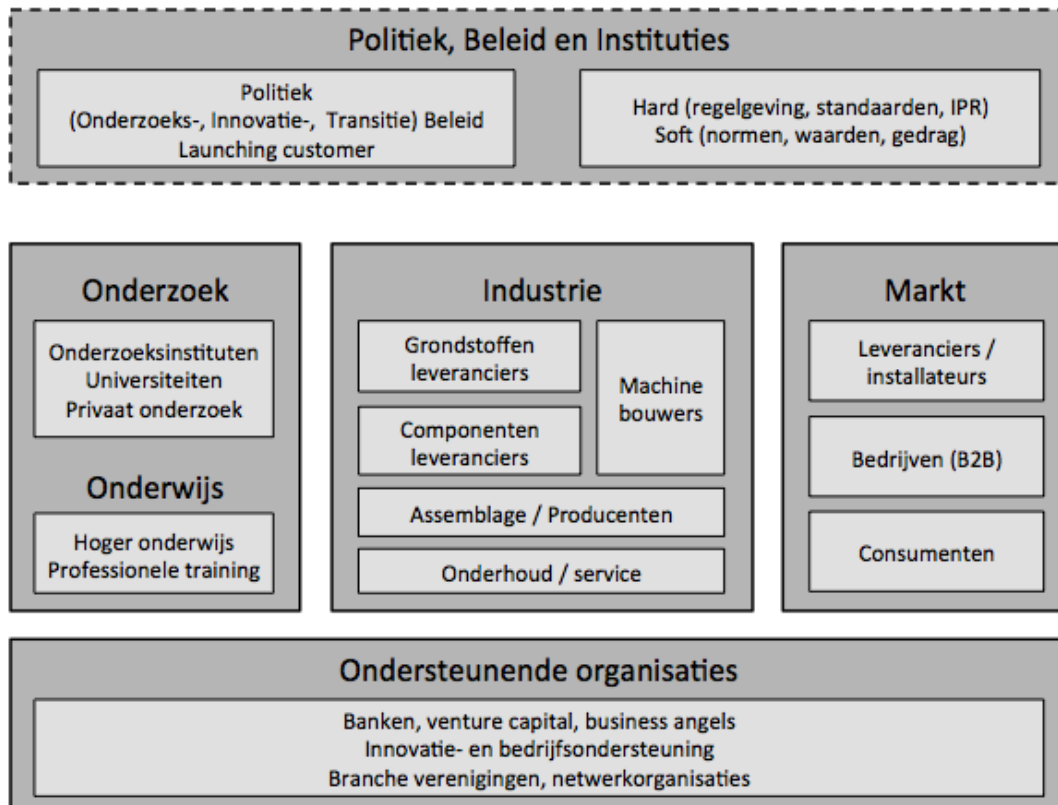 Politiek, Beleid en Instituties
Politiek
(Onderzoeks-, Innovatie-, Transitie) Beleid
Launching customer
Hard (regelgeving, standaarden, IPR)
Soft (normen, waarden, gedrag)
Onderzoek
Onderzoeksinstituten
Universiteiten
Privaat onderzoek
Onderwijs
Hoger onderwijs
Professionele training
Industrie
Grondstoffen
leveranciers
Componenten
leveranciers
Machine
bouwers
Assemblage / Producenten
Onderhoud / service
Markt
Leveranciers /
installateurs
Bedrijven (B2B)
Consumenten
Ondersteunende organisaties
Banken, venture capital, business angels
Innovatie- en bedrijfsondersteuning
Branche verenigingen, netwerkorganisaties